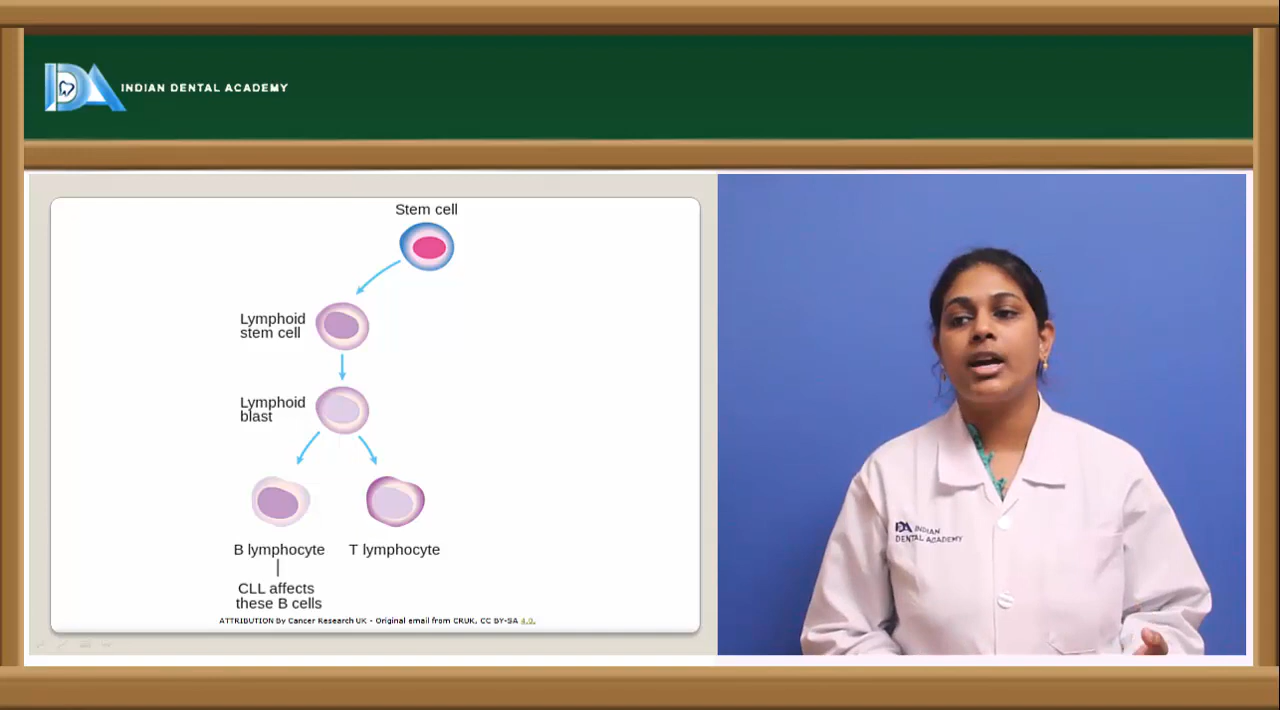 INDIAN DENTAL ACADEMY
Stem cell
Lymphoid
stem cell
Lymphoid
blast
B lymphocyte
T lymphocyte
CLL affects
these B cells
ATTRIBUTION by Cancer Research UK - Original email from CRUK, CC BY-SA 4.0,
IDA INDIAN
DENTAL ACADEMY